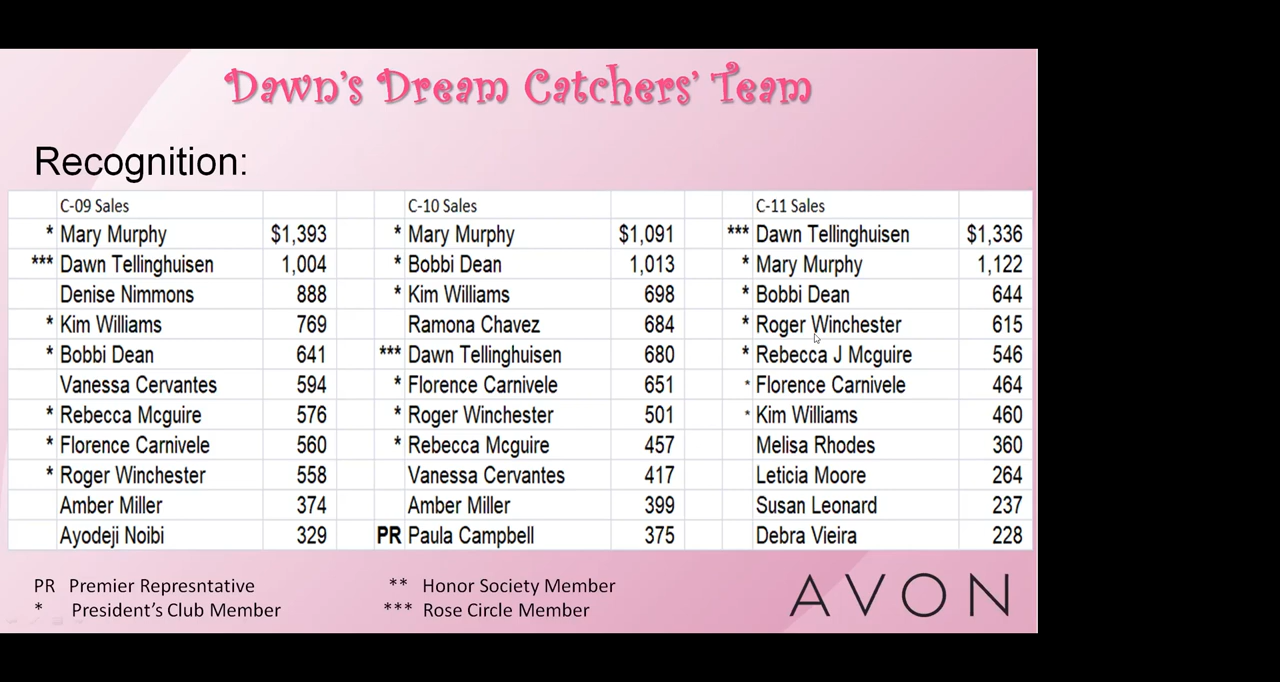 Dawn's Dream Catchers' Team
Recognition:
C-09 Sales C-10 Sales C-11 Sales
* Mary Murphy $1,393 * Mary Murphy $1,091 *** Dawn Tellinghuisen $1,336
*** Dawn Tellinghuisen 1,004 * Bobbi Dean 1,013 * Mary Murphy 1,122
Denise Nimmons 888 * Kim Williams 698 * Bobbi Dean 644
* Kim Williams 769 Ramona Chavez 684 * Roger Winchester 615
* Bobbi Dean 641 *** Dawn Tellinghuisen 680 * Rebecca J Mcguire 546
Vanessa Cervantes 594 * Florence Carnivele 651 * Florence Carnivele 464
* Rebecca Mcguire 576 * Roger Winchester 501 * Kim Williams 460
* Florence Carnivele 560 * Rebecca Mcguire 457 Melisa Rhodes 360
* Roger Winchester 558 Vanessa Cervantes 417 Leticia Moore 264
Amber Miller 374 Amber Miller 399 Susan Leonard 237
Ayodeji Noibi 329 PR Paula Campbell 375 Debra Vieira 228
PR Premier Represntative ** Honor Society Member
* President's Club Member *** Rose Circle Member
AVON